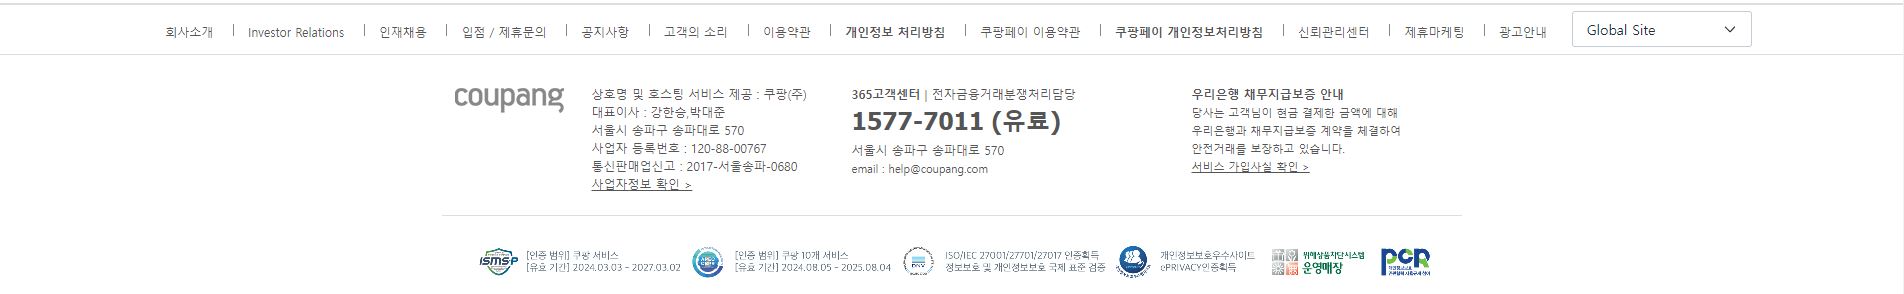 회사소개 | Investor Relations | 인재채용 | 입점 / 제휴문의 | 공지사항 | 고객의 소리 | 이용약관 | 개인정보 처리방침 | 쿠팡페이 이용약관 | 쿠팡페이 개인정보처리방침 | 신뢰관리센터 | 제휴마케팅 | 광고안내
Global Site
coupang
상호명 및 호스팅 서비스 제공 : 쿠팡(주)
대표이사 : 강한승,박대준
서울시 송파구 송파대로 570
사업자 등록번호 : 120-88-00767
통신판매업신고 : 2017-서울송파-0680
사업자정보 확인 >
365고객센터 | 전자금융거래분쟁처리담당
1577-7011 (유료)
서울시 송파구 송파대로 570
email : help@coupang.com
우리은행 채무지급보증 안내
당사는 고객님이 현금 결제한 금액에 대해
우리은행과 채무지급보증 계약을 체결하여
안전거래를 보장하고 있습니다.
서비스 가입사실 확인 >
ISMS-P
[인증 범위] 쿠팡 서비스
[유효 기간] 2024.03.03 - 2027.03.02
[인증 범위] 쿠팡 10개 서비스
[유효 기간] 2024.08.05 - 2025.08.04
DNV
ISO/IEC 27001/27701/27017 인증획득
정보보호 및 개인정보보호 국제 표준 검증
개인정보보호우수사이트
ePRIVACY인증획득
위해상품차단시스템
운영매장
pcr